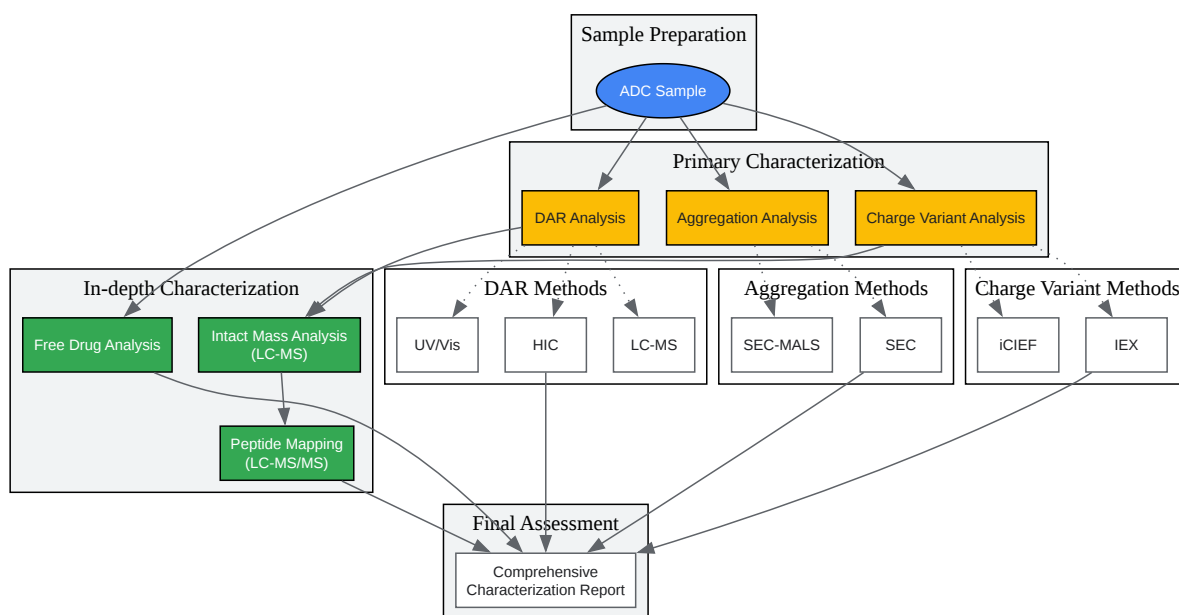 Sample Preparation
ADC Sample
Primary Characterization
DAR Analysis
Aggregation Analysis
Charge Variant Analysis
In-depth Characterization
Free Drug Analysis
Intact Mass Analysis
(LC-MS)
Peptide Mapping
(LC-MS/MS)
DAR Methods
UV/Vis
HIC
LC-MS
Aggregation Methods
SEC-MALS
SEC
Charge Variant Methods
iCIEF
IEX
Final Assessment
Comprehensive
Characterization Report